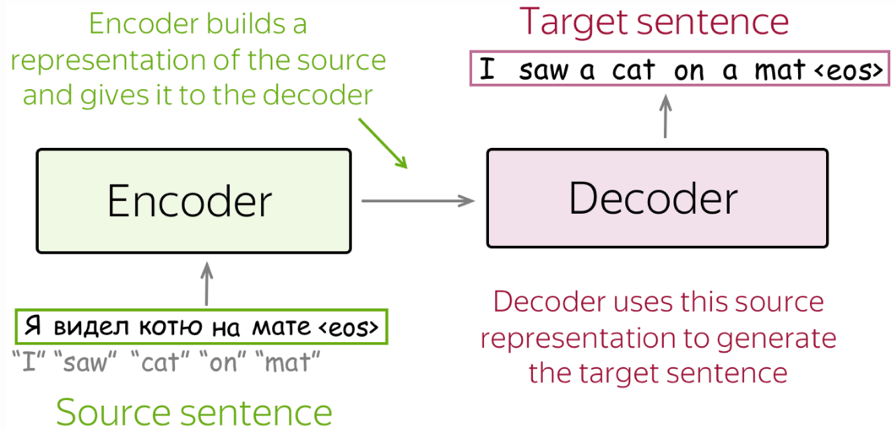 Encoder builds a
representation of the source
and gives it to the decoder
Target sentence
I saw a cat on a mat <eos>
Encoder
Decoder
Я видел котю на мате <eos>
"I" "saw" "cat" "on" "mat"
Source sentence
Decoder uses this source
representation to generate
the target sentence